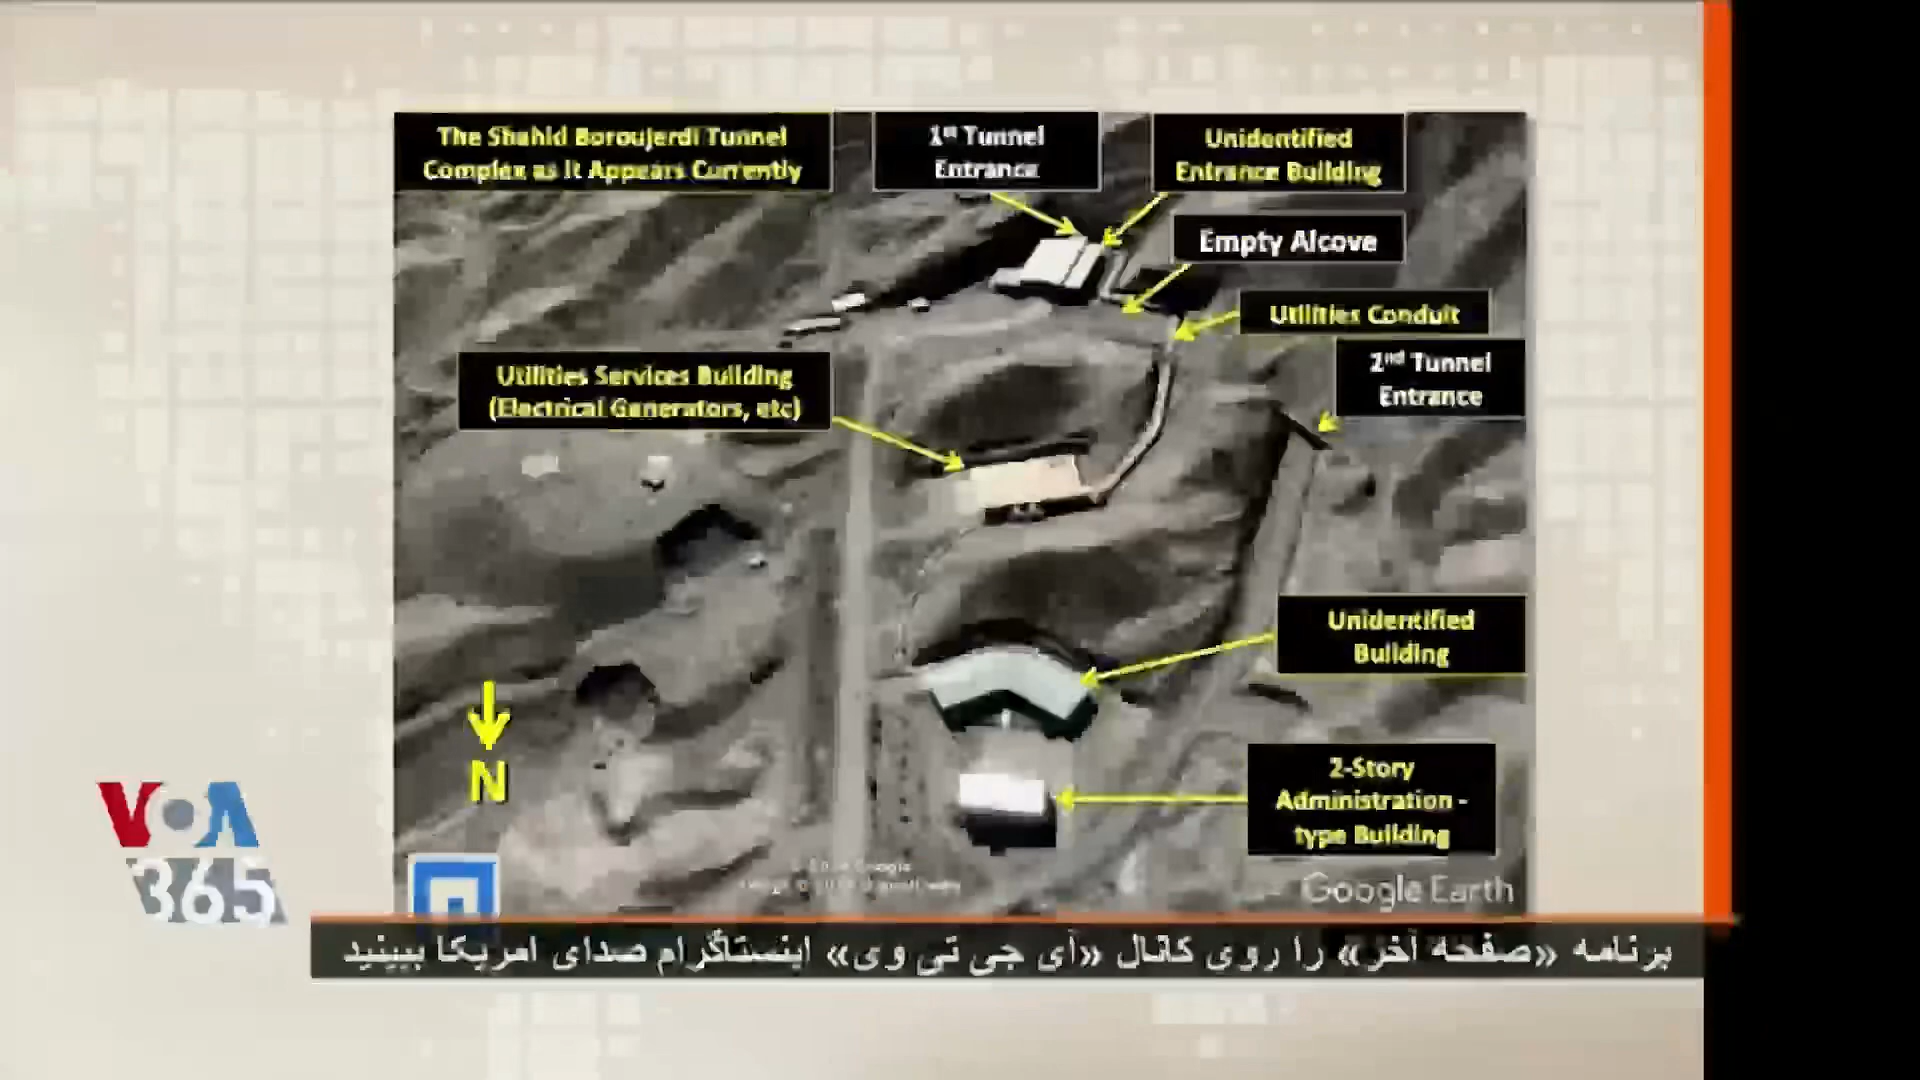 The Shahid Boroujerdi Tunnel
Complex as It Appears Currently
1st Tunnel
Entrance
Unidentified
Entrance Building
Empty Alcove
Utilities Conduit
2nd Tunnel
Entrance
Utilities Services Building
(Electrical Generators, etc)
Unidentified
Building
N
2-Story
Administration -
type Building
Google Earth
VOA
365
برنامه «صفحه آخر» را روی کانال «آی جی تی وی» اینستاگرام صدای امریکا ببینید